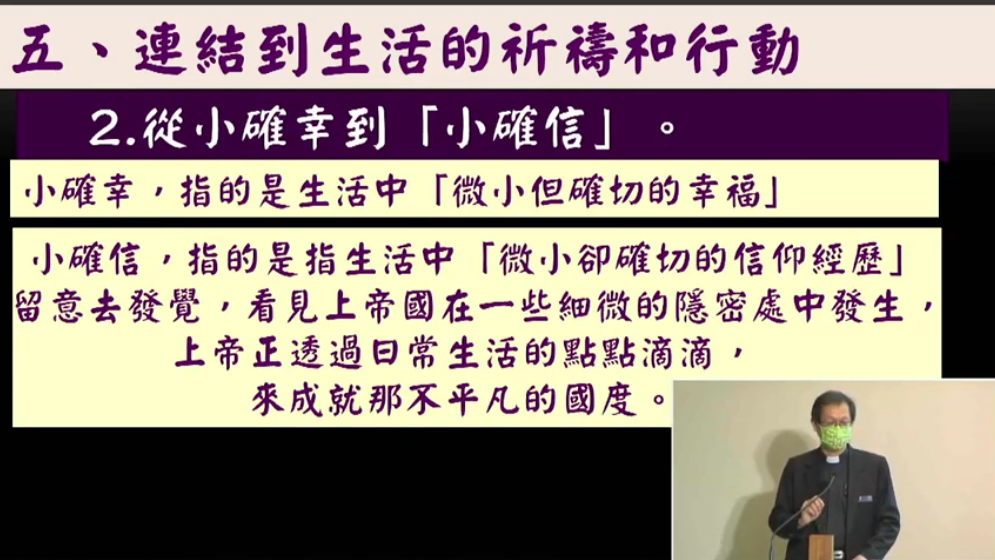 五、連結到生活的祈禱和行動
2.從小確幸到「小確信」。
小確幸，指的是生活中「微小但確切的幸福」
小確信，指的是指生活中「微小卻確切的信仰經歷」
留意去發覺，看見上帝國在一些細微的隱密處中發生，
上帝正透過日常生活的點點滴滴，
來成就那不平凡的國度。